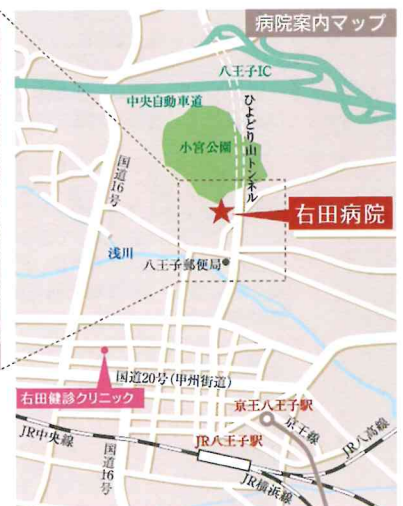 病院案内マップ
八王子IC
中央自動車道
ひよどり山トンネル
小宮公園
国道16号
右田病院
浅川
八王子郵便局
国道20号(甲州街道)
右田健診クリニック
京王八王子駅
京王線
JR中央線
JR八王子駅
JR八高線
国道16号
JR横浜線